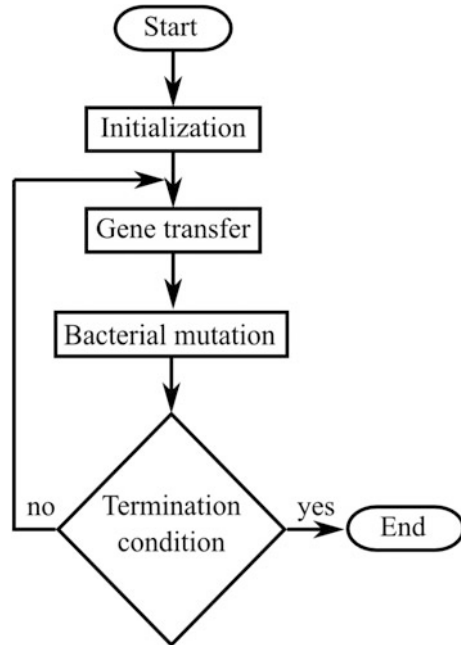 Start
Initialization
Gene transfer
Bacterial mutation
Termination
condition
no
yes
End